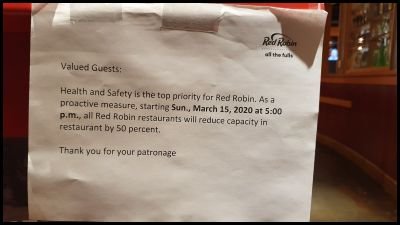 Red Robin
all the fulls
Valued Guests:
Health and Safety is the top priority for Red Robin. As a
proactive measure, starting Sun., March 15, 2020 at 5:00
p.m., all Red Robin restaurants will reduce capacity in
restaurant by 50 percent.
Thank you for your patronage